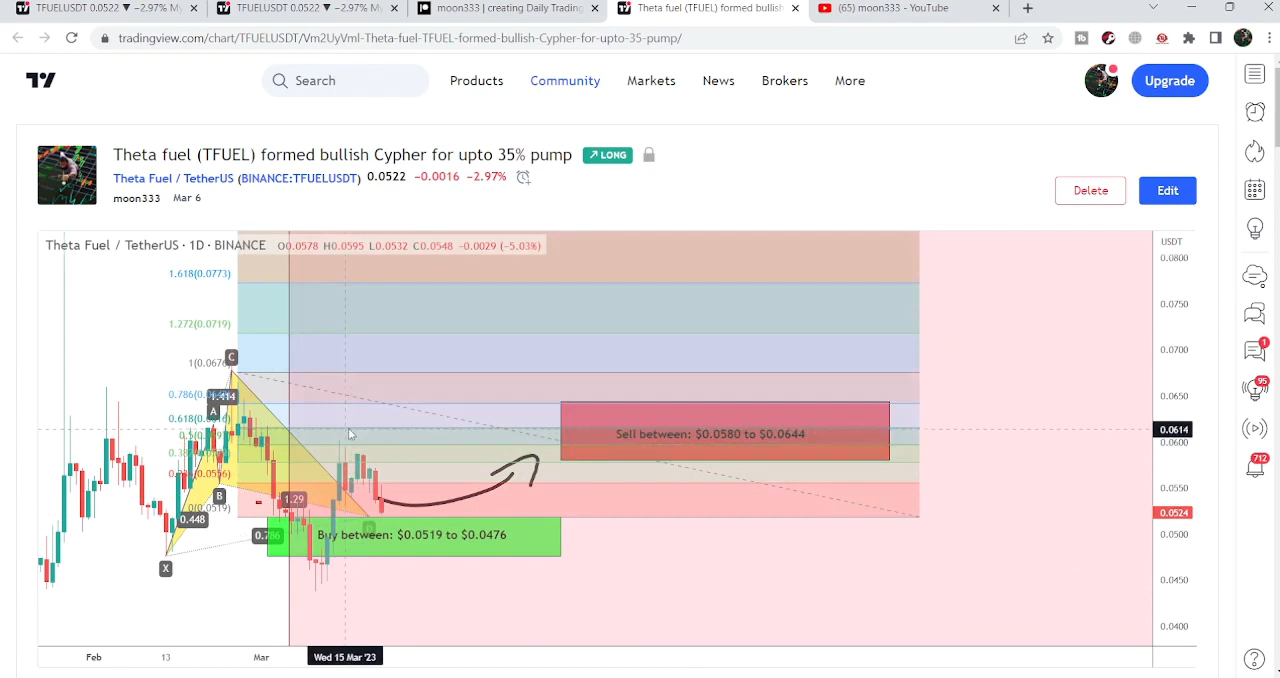 TFUELUSDT 0.0522 ▼ −2.97% My
TFUELUSDT 0.0522 ▼ −2.97% My
moon333 | creating Daily Trading
Theta fuel (TFUEL) formed bullish
(65) moon333 - YouTube
tradingview.com/chart/TFUELUSDT/Vm2UyVml-Theta-fuel-TFUEL-formed-bullish-Cypher-for-upto-35-pump/
Search
Products
Community
Markets
News
Brokers
More
Upgrade
Theta fuel (TFUEL) formed bullish Cypher for upto 35% pump
LONG
Theta Fuel / TetherUS (BINANCE:TFUELUSDT) 0.0522 −0.0016 −2.97%
moon333 Mar 6
Delete
Edit
Theta Fuel / TetherUS · 1D · BINANCE O0.0578 H0.0595 L0.0532 C0.0548 −0.0029 (−5.03%)
USDT
0.0800
1.618(0.0773)
0.0750
1.272(0.0719)
0.0700
C
1(0.0676)
0.0650
1.414
A
0.0614
0.0600
Sell between: $0.0580 to $0.0644
0.0550
B
1.29
0(0.0519)
0.0524
0.448
D
0.786
Buy between: $0.0519 to $0.0476
0.0500
X
0.0450
0.0400
Feb
13
Mar
Wed 15 Mar '23
1
95
712